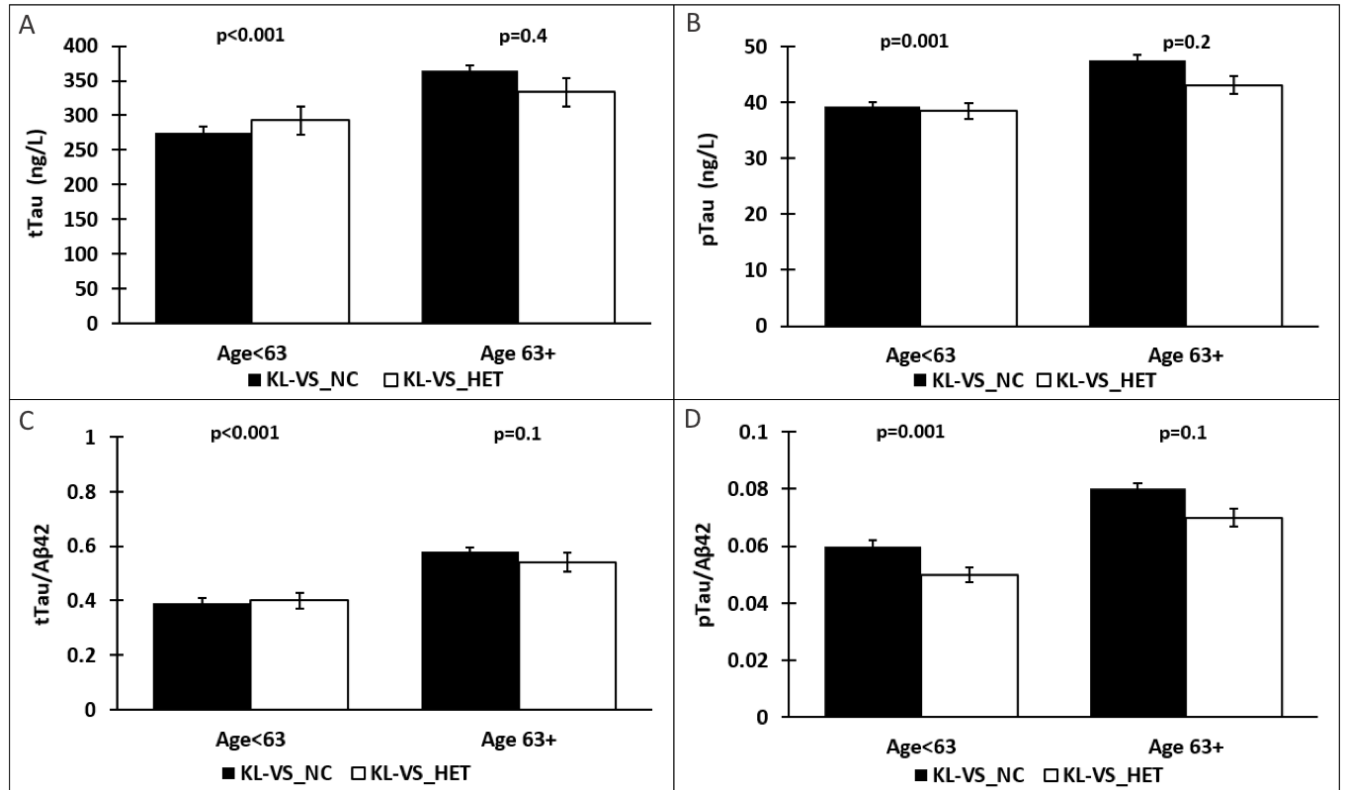 A
p<0.001 p=0.4
400
350
300
250
200
150
100
50
0
tTau (ng/L)
Age<63 Age 63+
KL-VS_NC KL-VS_HET
B
p=0.001 p=0.2
50
40
30
20
10
0
pTau (ng/L)
Age<63 Age 63+
KL-VS_NC KL-VS_HET
C
p<0.001 p=0.1
1
0.8
0.6
0.4
0.2
0
tTau/Aβ42
Age<63 Age 63+
KL-VS_NC KL-VS_HET
D
p=0.001 p=0.1
0.1
0.08
0.06
0.04
0.02
0
pTau/Aβ42
Age<63 Age 63+
KL-VS_NC KL-VS_HET